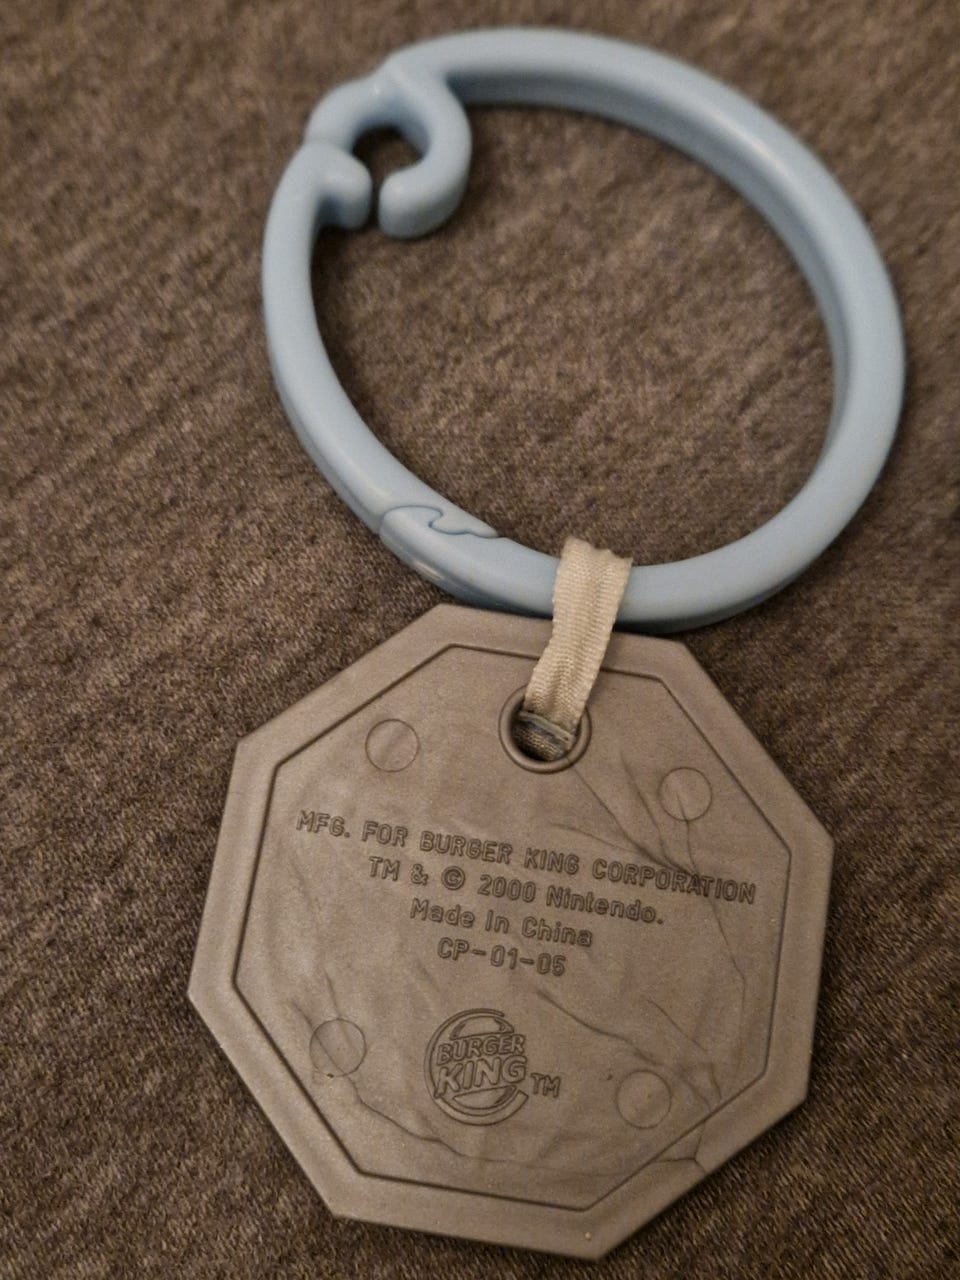 MFG. FOR BURGER KING CORPORATION
TM & © 2000 Nintendo.
Made In China
CP-01-05
BURGER
KING TM